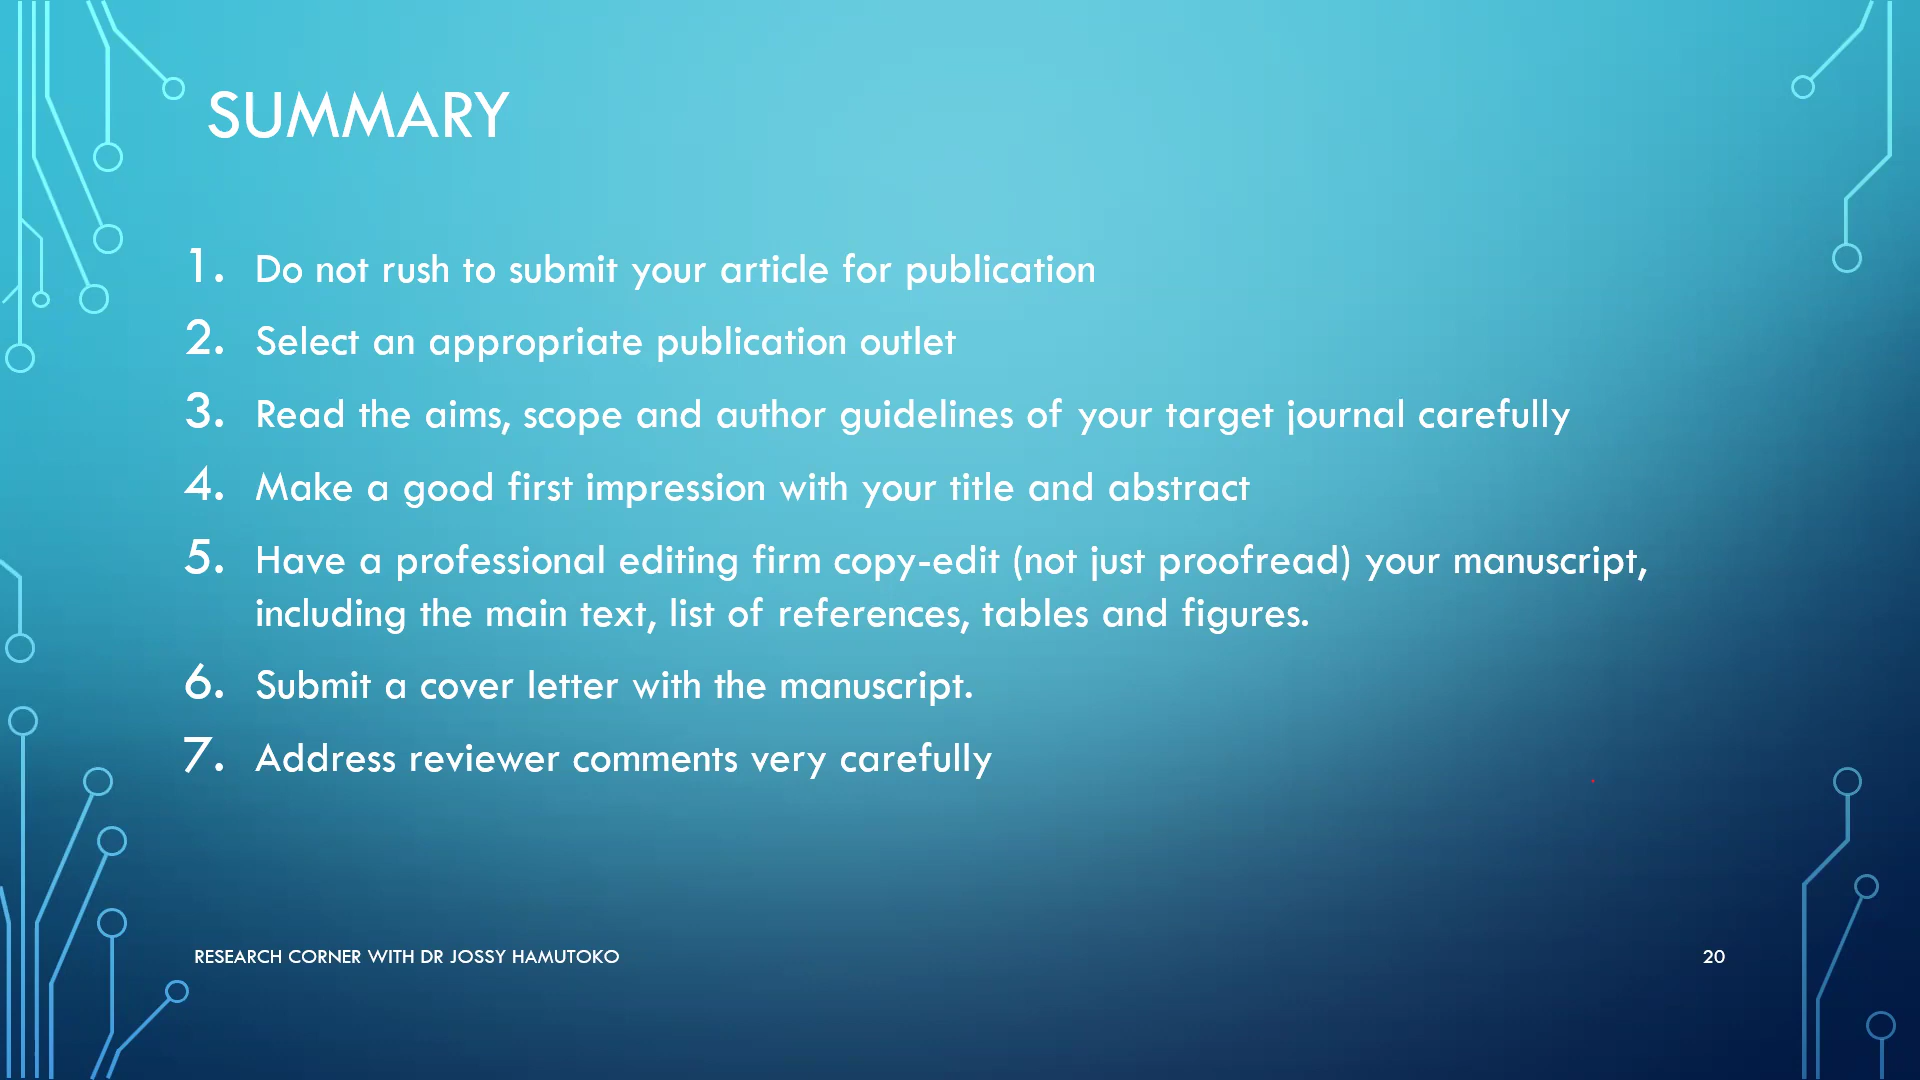 SUMMARY
1. Do not rush to submit your article for publication
2. Select an appropriate publication outlet
3. Read the aims, scope and author guidelines of your target journal carefully
4. Make a good first impression with your title and abstract
5. Have a professional editing firm copy-edit (not just proofread) your manuscript,
including the main text, list of references, tables and figures.
6. Submit a cover letter with the manuscript.
7. Address reviewer comments very carefully
RESEARCH CORNER WITH DR JOSSY HAMUTOKO
20